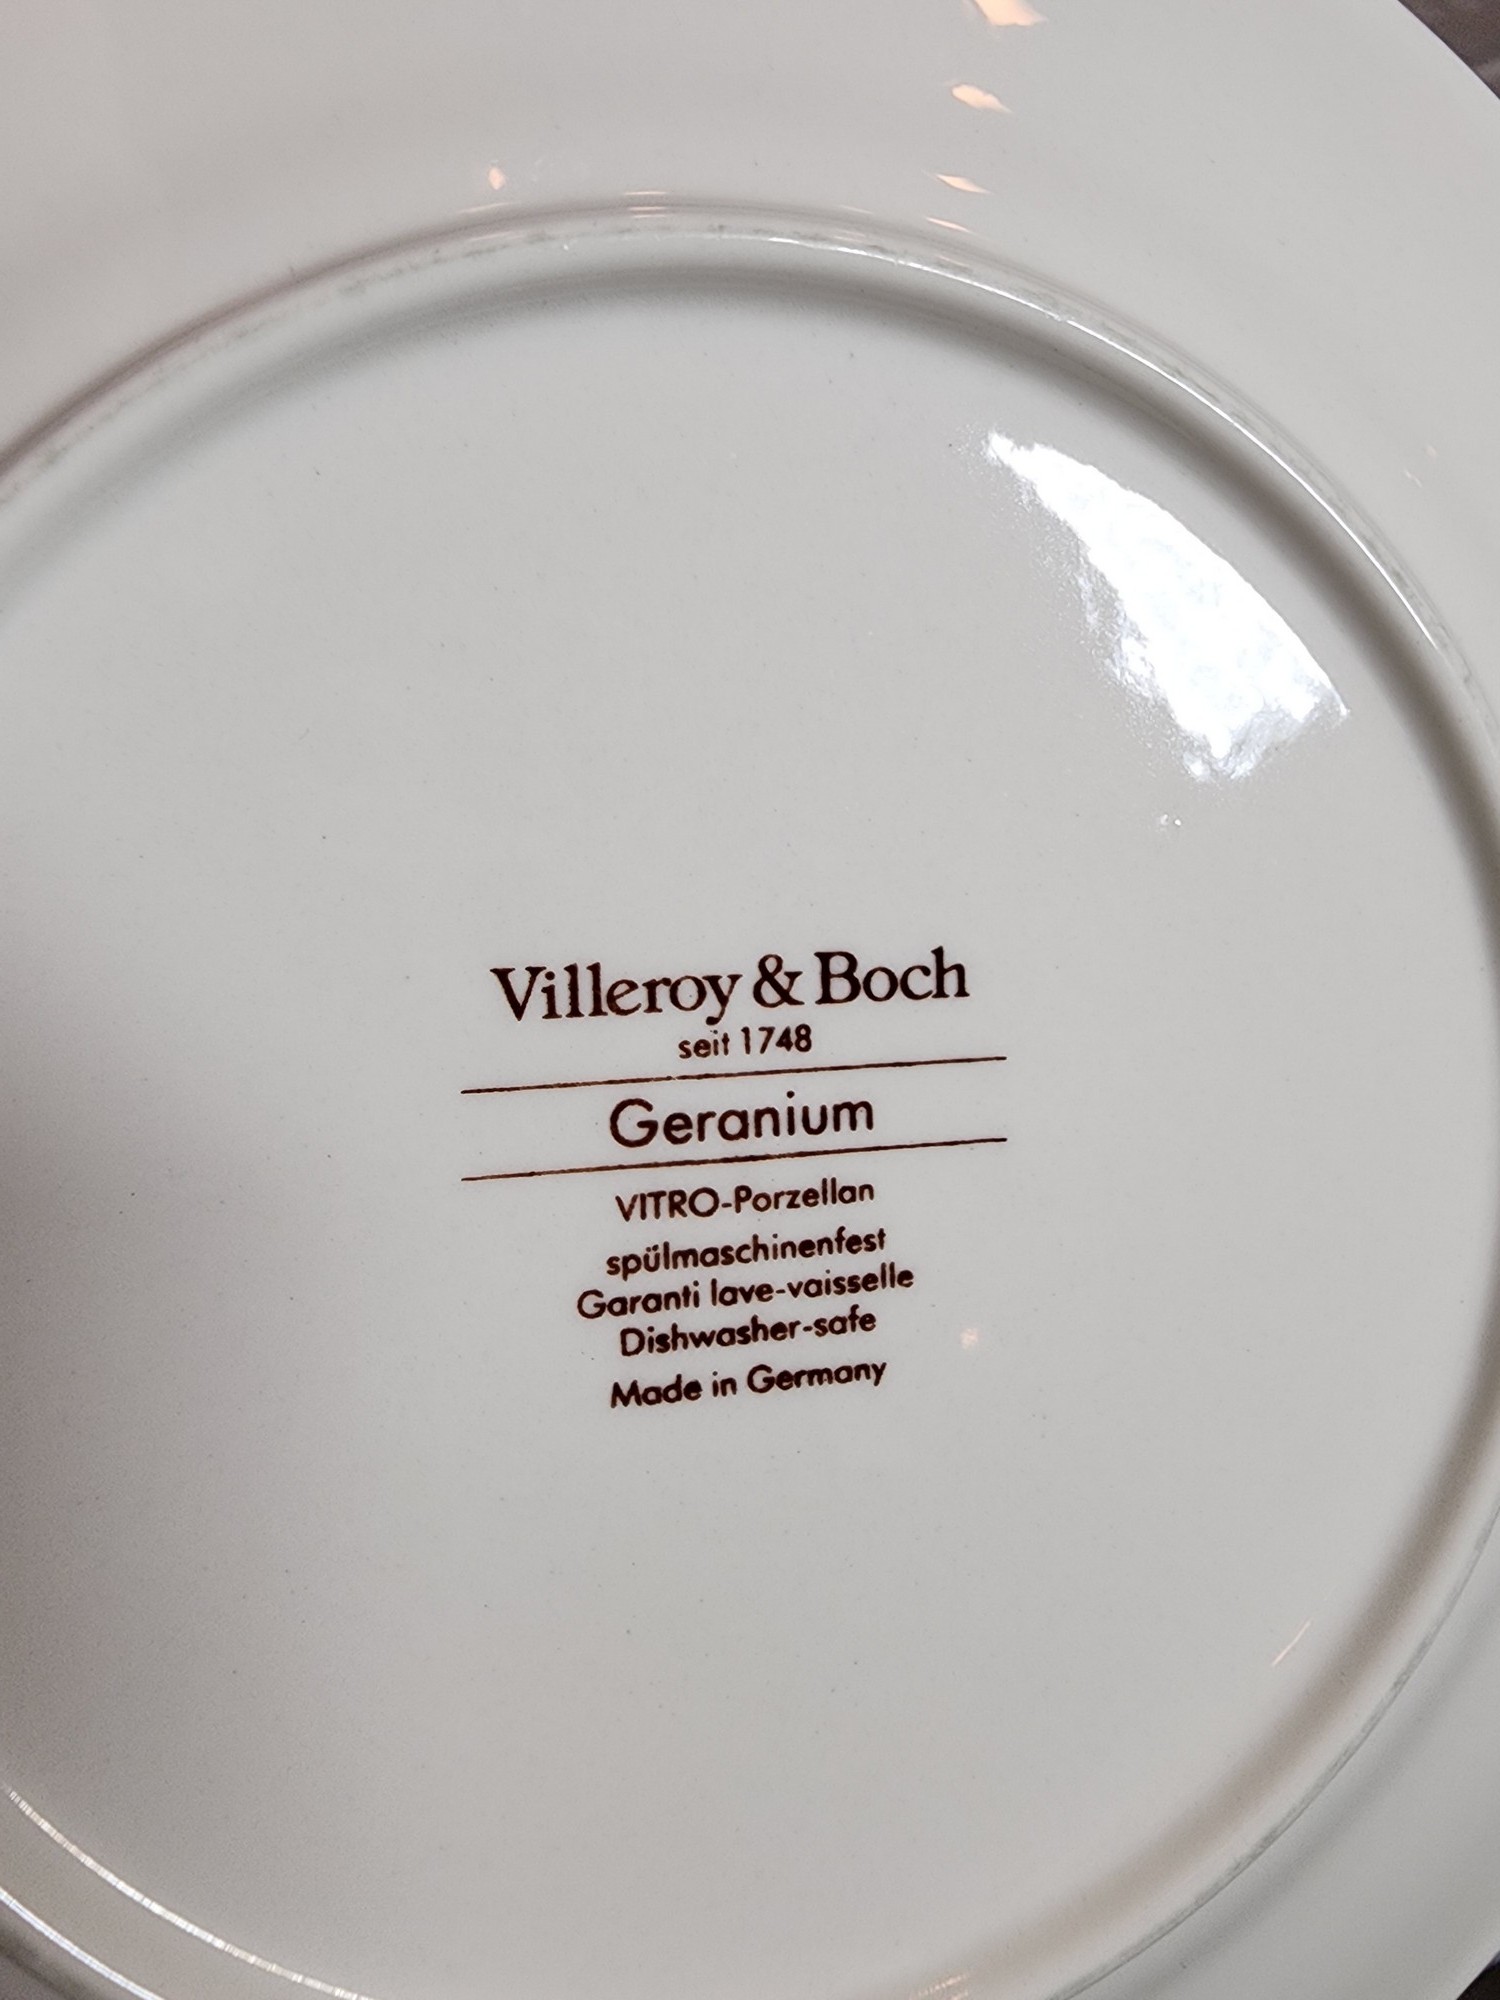 Villeroy & Boch
seit 1748
Geranium
VITRO-Porzellan
spülmaschinenfest
Garanti lave-vaisselle
Dishwasher-safe
Made in Germany